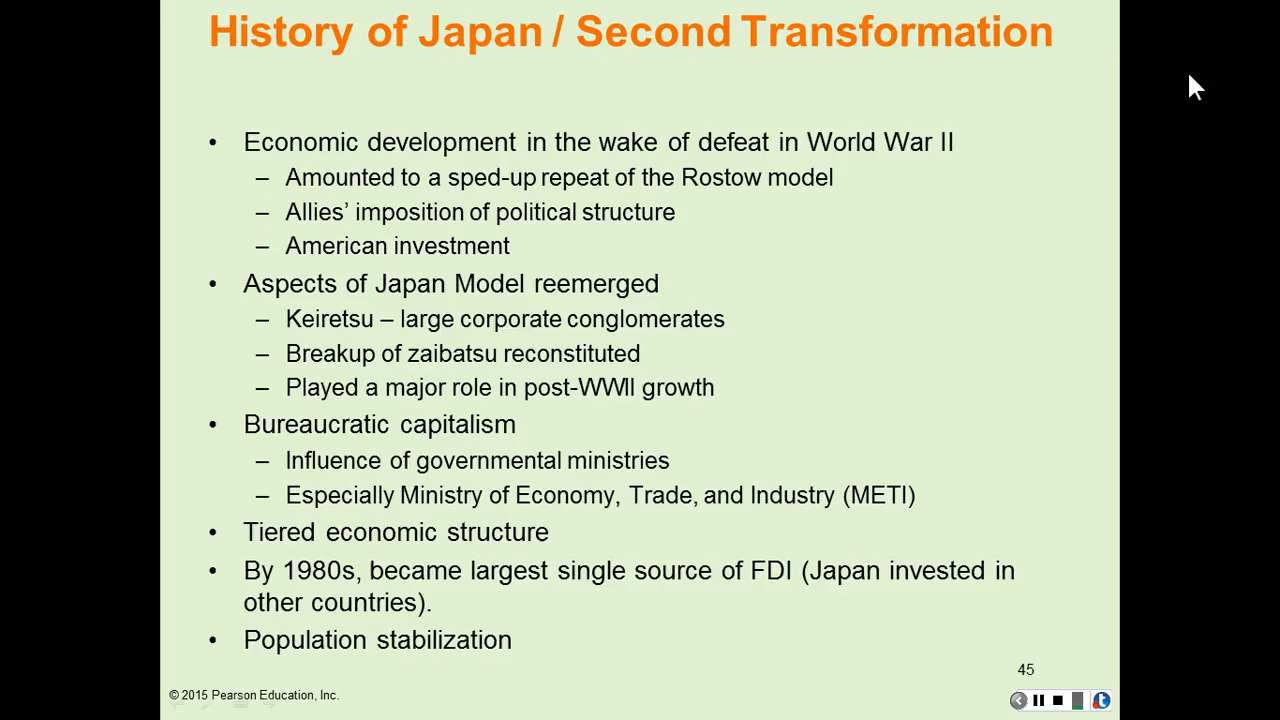 History of Japan / Second Transformation
• Economic development in the wake of defeat in World War II
– Amounted to a sped-up repeat of the Rostow model
– Allies’ imposition of political structure
– American investment
• Aspects of Japan Model reemerged
– Keiretsu – large corporate conglomerates
– Breakup of zaibatsu reconstituted
– Played a major role in post-WWII growth
• Bureaucratic capitalism
– Influence of governmental ministries
– Especially Ministry of Economy, Trade, and Industry (METI)
• Tiered economic structure
• By 1980s, became largest single source of FDI (Japan invested in
other countries).
• Population stabilization
45
© 2015 Pearson Education, Inc.
t